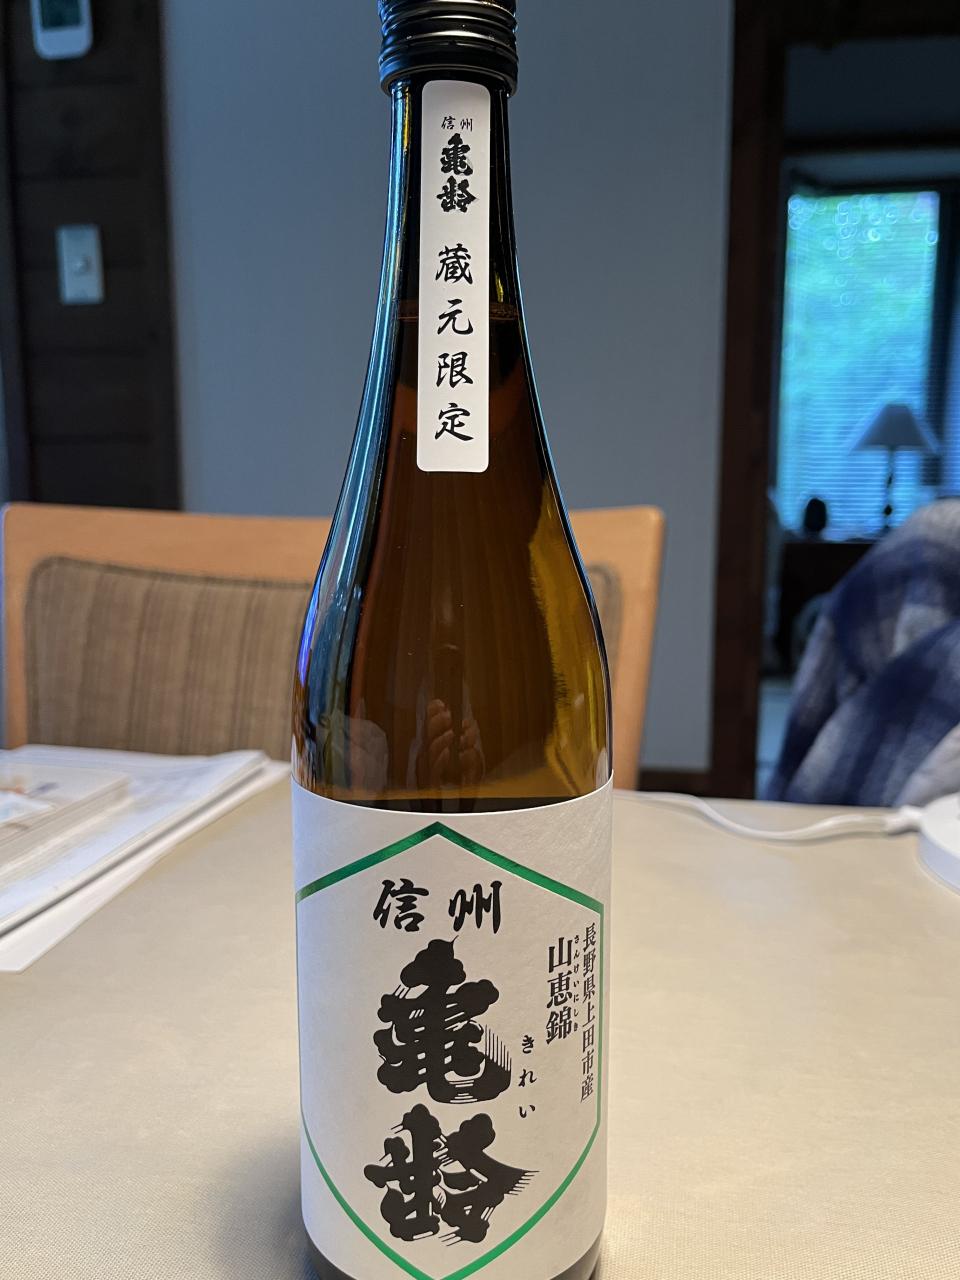 信州
亀齢
蔵元限定
信州
亀齢
きれい
長野県上田市産
山恵錦
さんけいにしき